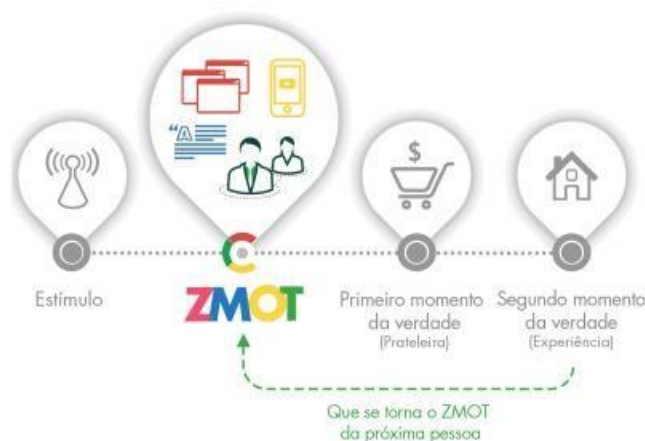 "A
$
Estímulo
ZMOT
Primeiro momento
da verdade
(Prateleira)
Segundo momento
da verdade
(Experiência)
Que se torna o ZMOT
da próxima pessoa